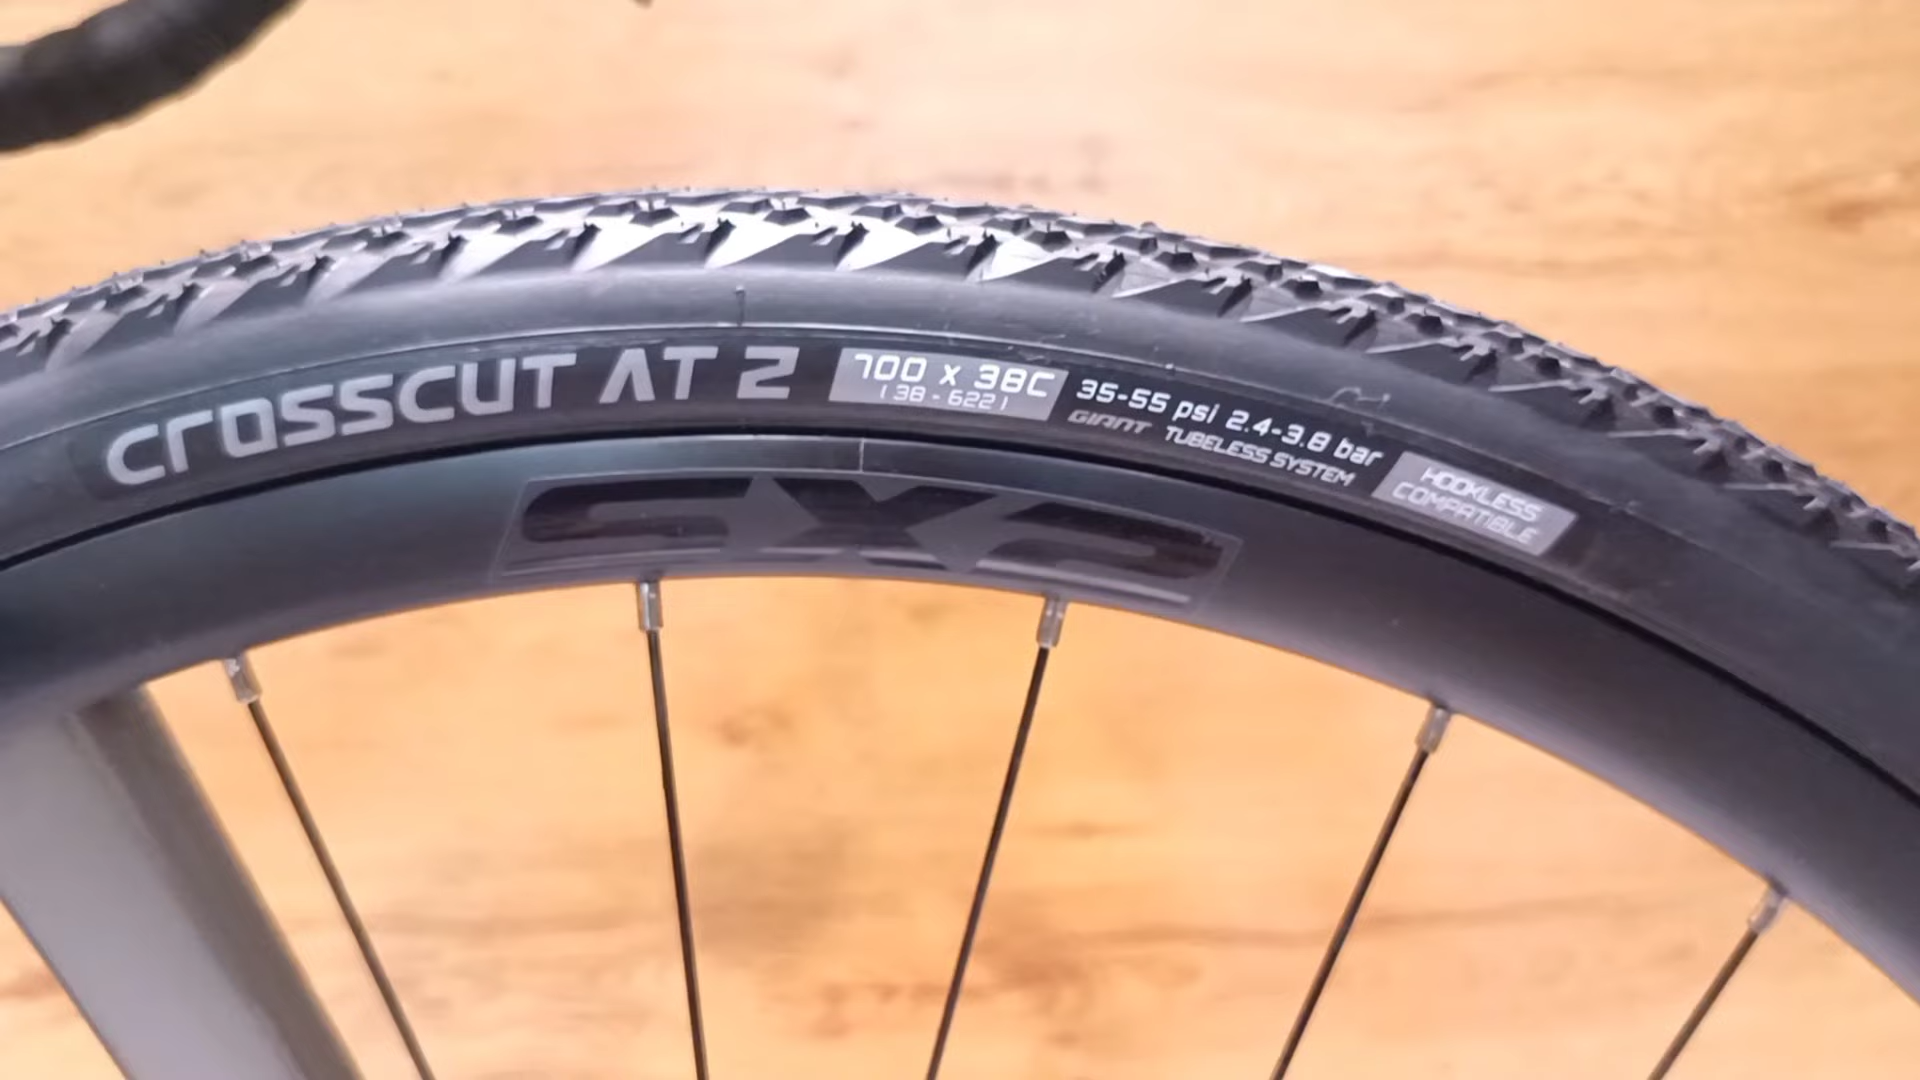 CROSSCUT AT 2
700 x 38C
(38-622)
35-55 psi 2.4-3.8 bar
GIANT TUBELESS SYSTEM
HOOKLESS
COMPATIBLE
SX2